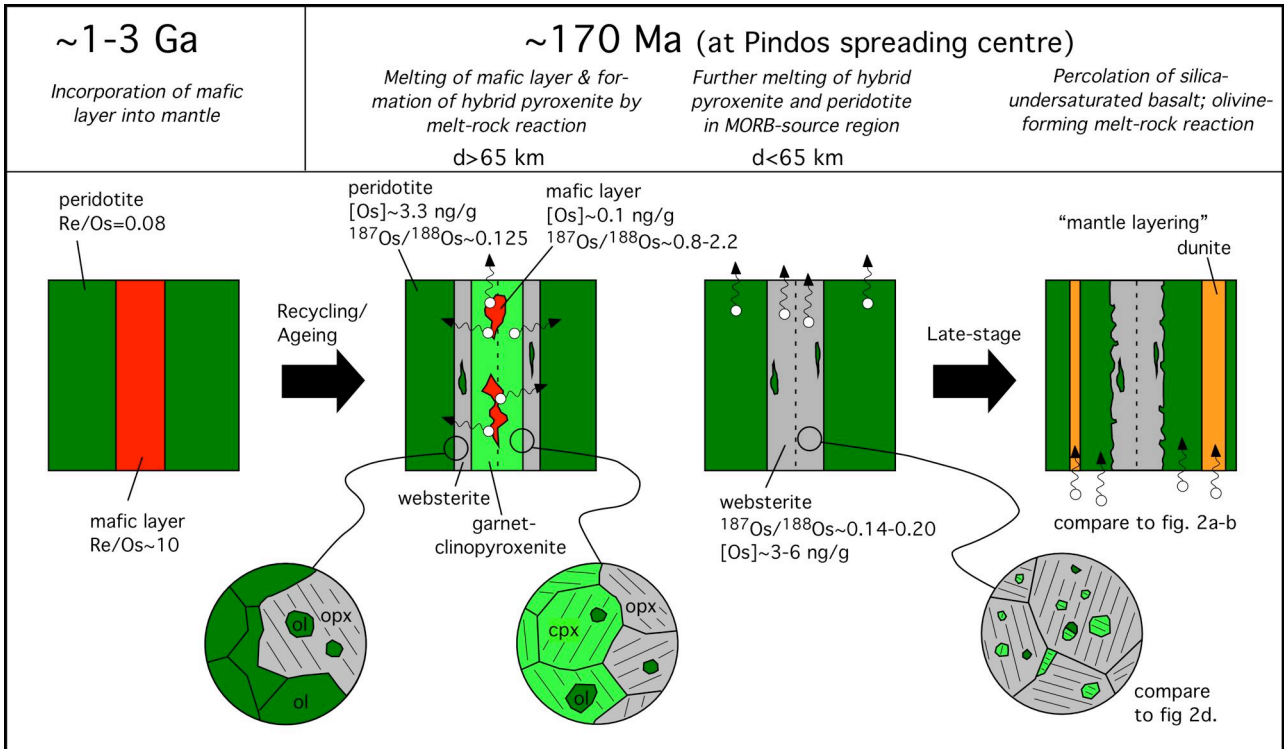 ~1-3 Ga
Incorporation of mafic
layer into mantle
~170 Ma (at Pindos spreading centre)
Melting of mafic layer & for-
mation of hybrid pyroxenite by
melt-rock reaction
d>65 km
Further melting of hybrid
pyroxenite and peridotite
in MORB-source region
d<65 km
Percolation of silica-
undersaturated basalt; olivine-
forming melt-rock reaction
peridotite
Re/Os=0.08
mafic layer
Re/Os~10
Recycling/
Ageing
peridotite
[Os]~3.3 ng/g
187Os/188Os~0.125
mafic layer
[Os]~0.1 ng/g
187Os/188Os~0.8-2.2
websterite
garnet-
clinopyroxenite
websterite
187Os/188Os~0.14-0.20
[Os]~3-6 ng/g
Late-stage
“mantle layering”
dunite
compare to fig. 2a-b
ol
opx
ol
cpx
opx
ol
compare
to fig 2d.